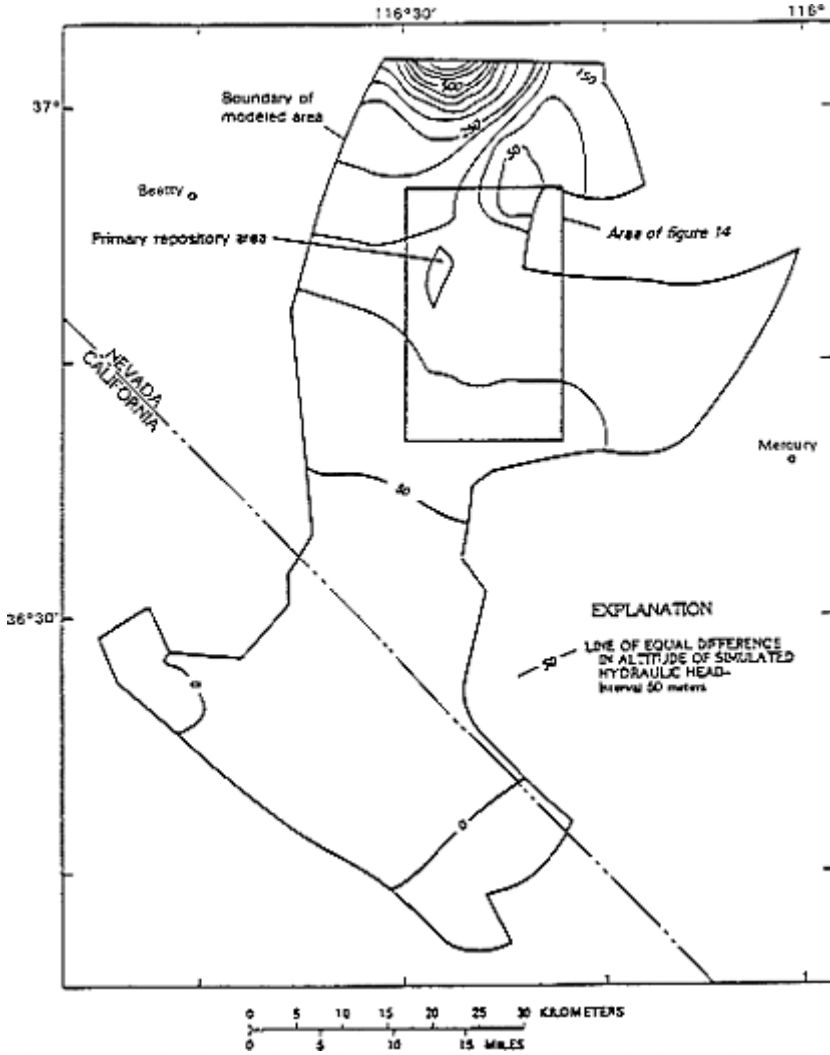 116°30′
116°
500
150
Boundary of
modeled area
37°
50
Beatty
Area of figure 14
Primary repository area
NEVADA
CALIFORNIA
Mercury
50
36°30′
EXPLANATION
50
LINE OF EQUAL DIFFERENCE
IN ALTITUDE OF SIMULATED
HYDRAULIC HEAD—
Interval 50 meters
0
0
0 5 10 15 20 25 30 KILOMETERS
0 5 10 15 MILES